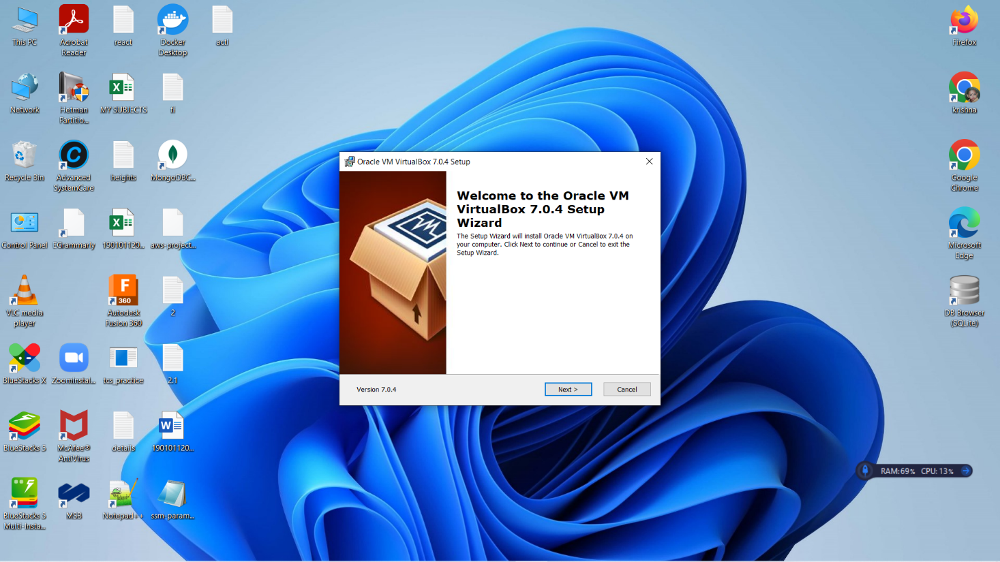 This PC
Acrobat
Reader
react
Docker
Desktop
actl
Firefox
Network
Hetman
Partitio...
MY SUBJECTS
fi
krishna
Recycle Bin
Advanced
SystemCare
heights
MongoDBC...
Google
Chrome
Control Panel
EGrammarly
190101120...
aws-project...
Microsoft
Edge
VLC media
player
F
360
Autodesk
Fusion 360
2
DB Browser
(SQLite)
BlueStacks X
ZoomInstal...
tcs_practice
2.1
BlueStacks 5
McAfee®
AntiVirus
details
190101120...
BlueStacks 5
Multi-Insta...
MSB
Notepad++
ssm-param...
Oracle VM VirtualBox 7.0.4 Setup
Welcome to the Oracle VM
VirtualBox 7.0.4 Setup
Wizard
The Setup Wizard will install Oracle VM VirtualBox 7.0.4 on
your computer. Click Next to continue or Cancel to exit the
Setup Wizard.
Version 7.0.4
Next >
Cancel
RAM:69% CPU: 13%